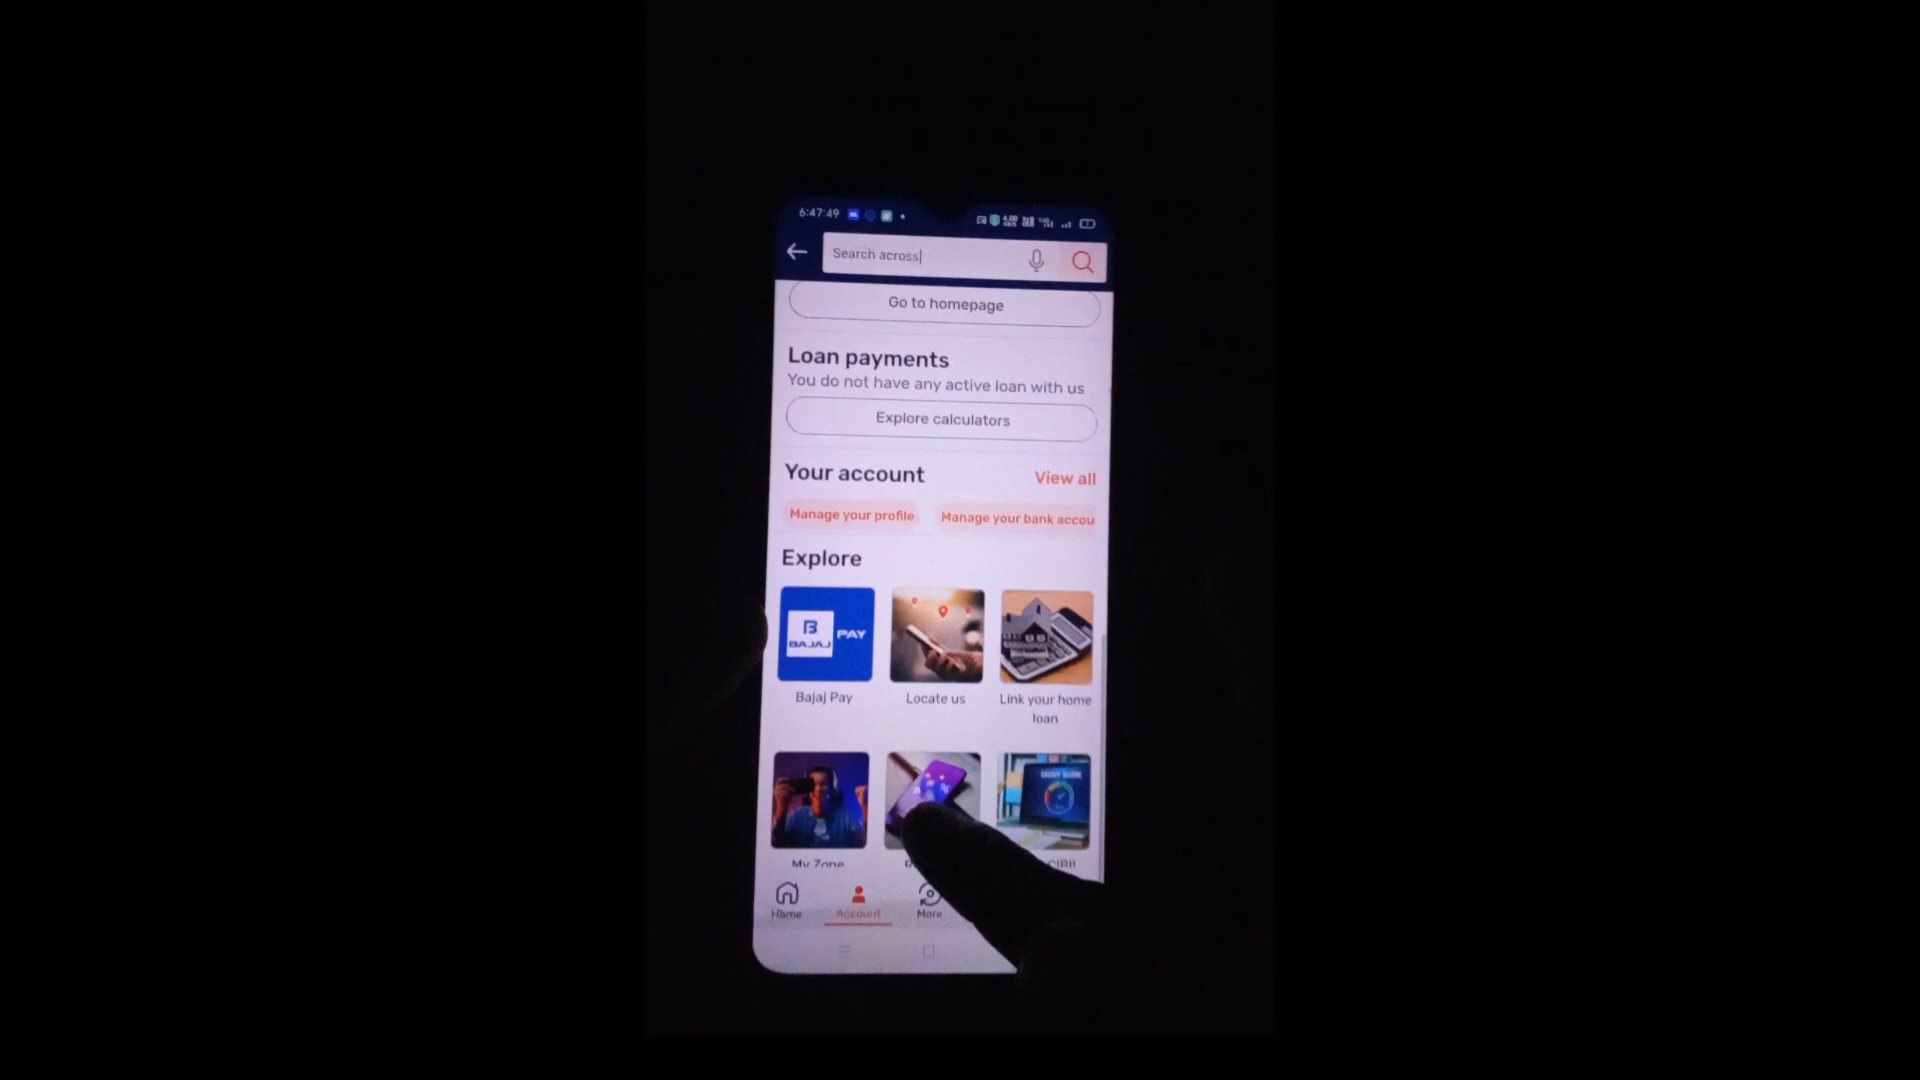 6:47:49
Search across
Go to homepage
Loan payments
You do not have any active loan with us
Explore calculators
Your account
View all
Manage your profile
Manage your bank accou
Explore
B
BAJAJ
PAY
CREDIT SCORE
Bajaj Pay
Locate us
Link your home
loan
My Zone
Home
Account
More